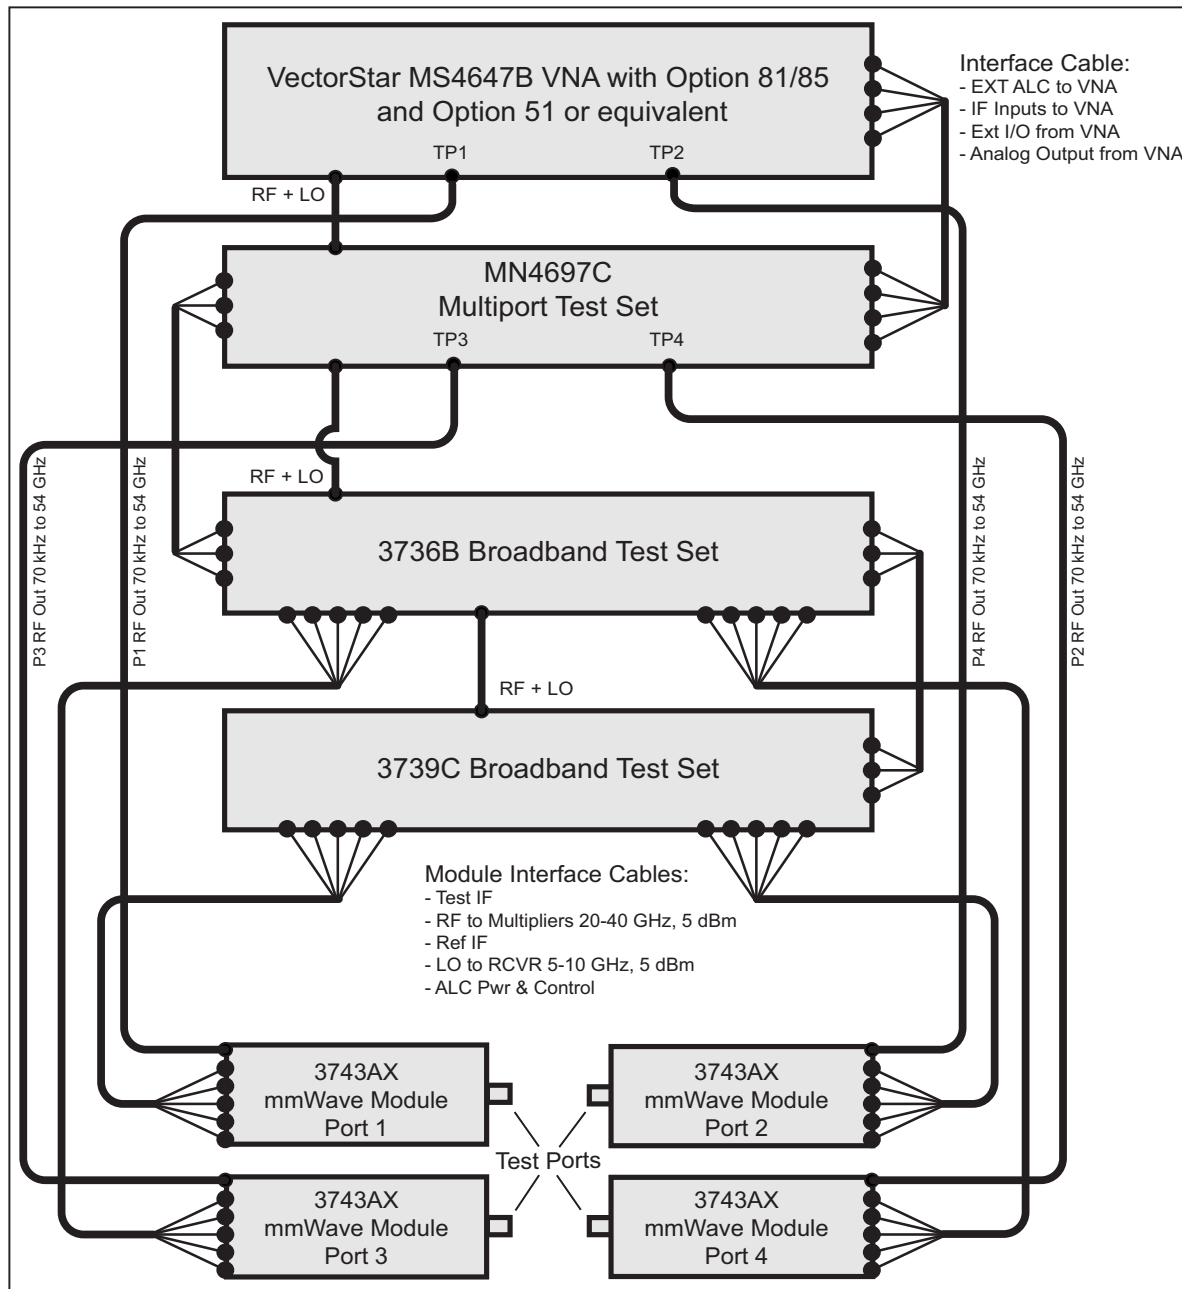 VectorStar MS4647B VNA with Option 81/85
and Option 51 or equivalent
TP1
TP2
Interface Cable:
- EXT ALC to VNA
- IF Inputs to VNA
- Ext I/O from VNA
- Analog Output from VNA
RF + LO
MN4697C
Multiport Test Set
TP3
TP4
RF + LO
P3 RF Out 70 kHz to 54 GHz
P1 RF Out 70 kHz to 54 GHz
P4 RF Out 70 kHz to 54 GHz
P2 RF Out 70 kHz to 54 GHz
3736B Broadband Test Set
RF + LO
3739C Broadband Test Set
Module Interface Cables:
- Test IF
- RF to Multipliers 20-40 GHz, 5 dBm
- Ref IF
- LO to RCVR 5-10 GHz, 5 dBm
- ALC Pwr & Control
3743AX
mmWave Module
Port 1
3743AX
mmWave Module
Port 2
Test Ports
3743AX
mmWave Module
Port 3
3743AX
mmWave Module
Port 4